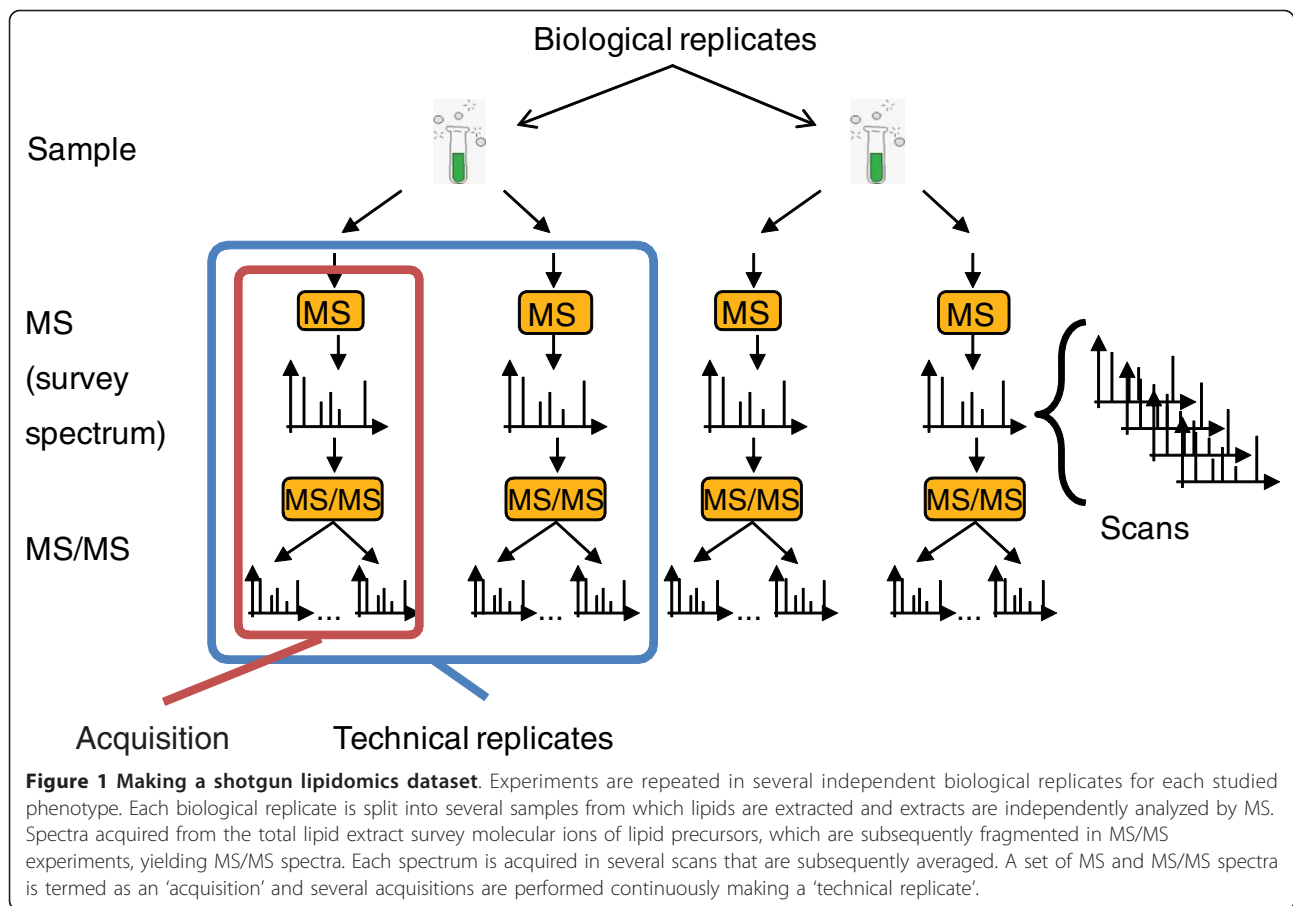 Biological replicates
Sample
MS
(survey
spectrum)
MS MS MS MS
MS/MS MS/MS MS/MS MS/MS
MS/MS
... ... ... ...
Scans
Acquisition
Technical replicates
Figure 1 Making a shotgun lipidomics dataset. Experiments are repeated in several independent biological replicates for each studied
phenotype. Each biological replicate is split into several samples from which lipids are extracted and extracts are independently analyzed by MS.
Spectra acquired from the total lipid extract survey molecular ions of lipid precursors, which are subsequently fragmented in MS/MS
experiments, yielding MS/MS spectra. Each spectrum is acquired in several scans that are subsequently averaged. A set of MS and MS/MS spectra
is termed as an ‘acquisition’ and several acquisitions are performed continuously making a ‘technical replicate’.